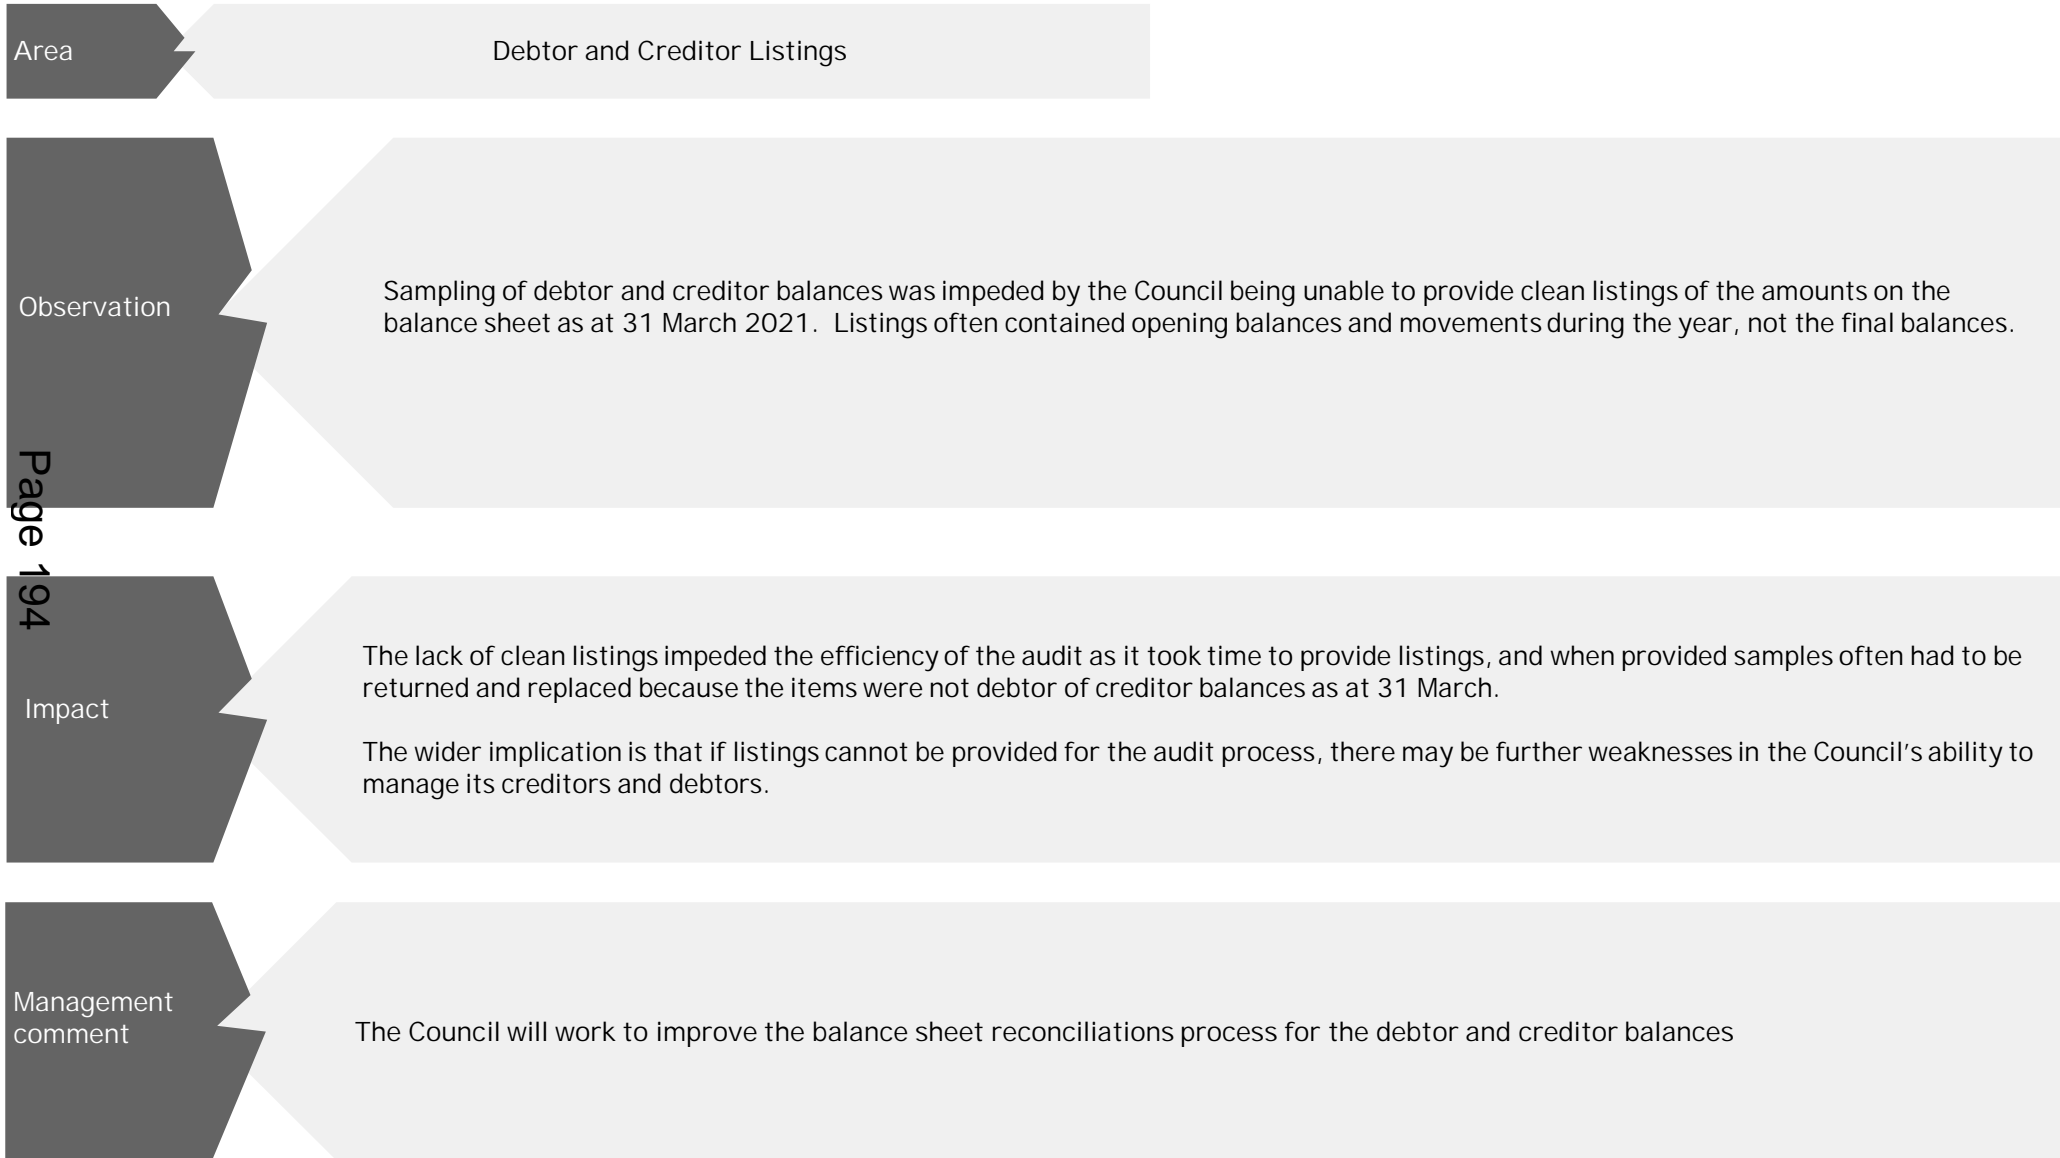 Area
Debtor and Creditor Listings
Observation
Sampling of debtor and creditor balances was impeded by the Council being unable to provide clean listings of the amounts on the
balance sheet as at 31 March 2021.  Listings often contained opening balances and movements during the year, not the final balances.
Page 194
Impact
The lack of clean listings impeded the efficiency of the audit as it took time to provide listings, and when provided samples often had to be
returned and replaced because the items were not debtor of creditor balances as at 31 March.
The wider implication is that if listings cannot be provided for the audit process, there may be further weaknesses in the Council’s ability to
manage its creditors and debtors.
Management
comment
The Council will work to improve the balance sheet reconciliations process for the debtor and creditor balances